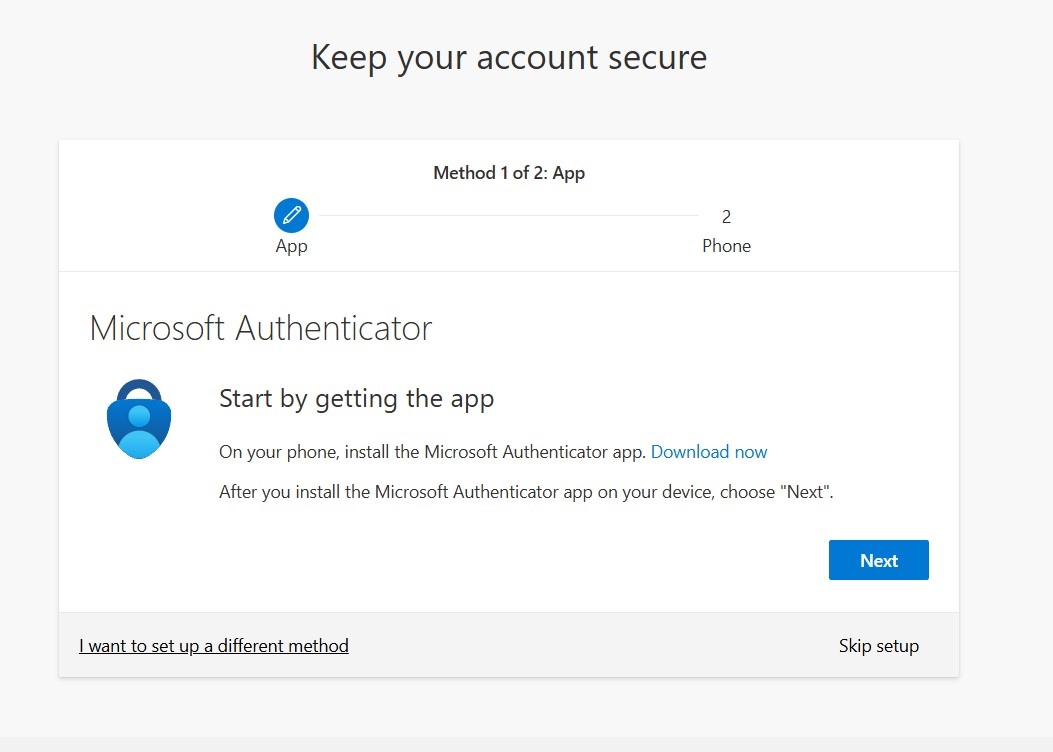 Keep your account secure
Method 1 of 2: App
2
App
Phone
Microsoft Authenticator
Start by getting the app
On your phone, install the Microsoft Authenticator app. Download now
After you install the Microsoft Authenticator app on your device, choose "Next".
Next
I want to set up a different method
Skip setup